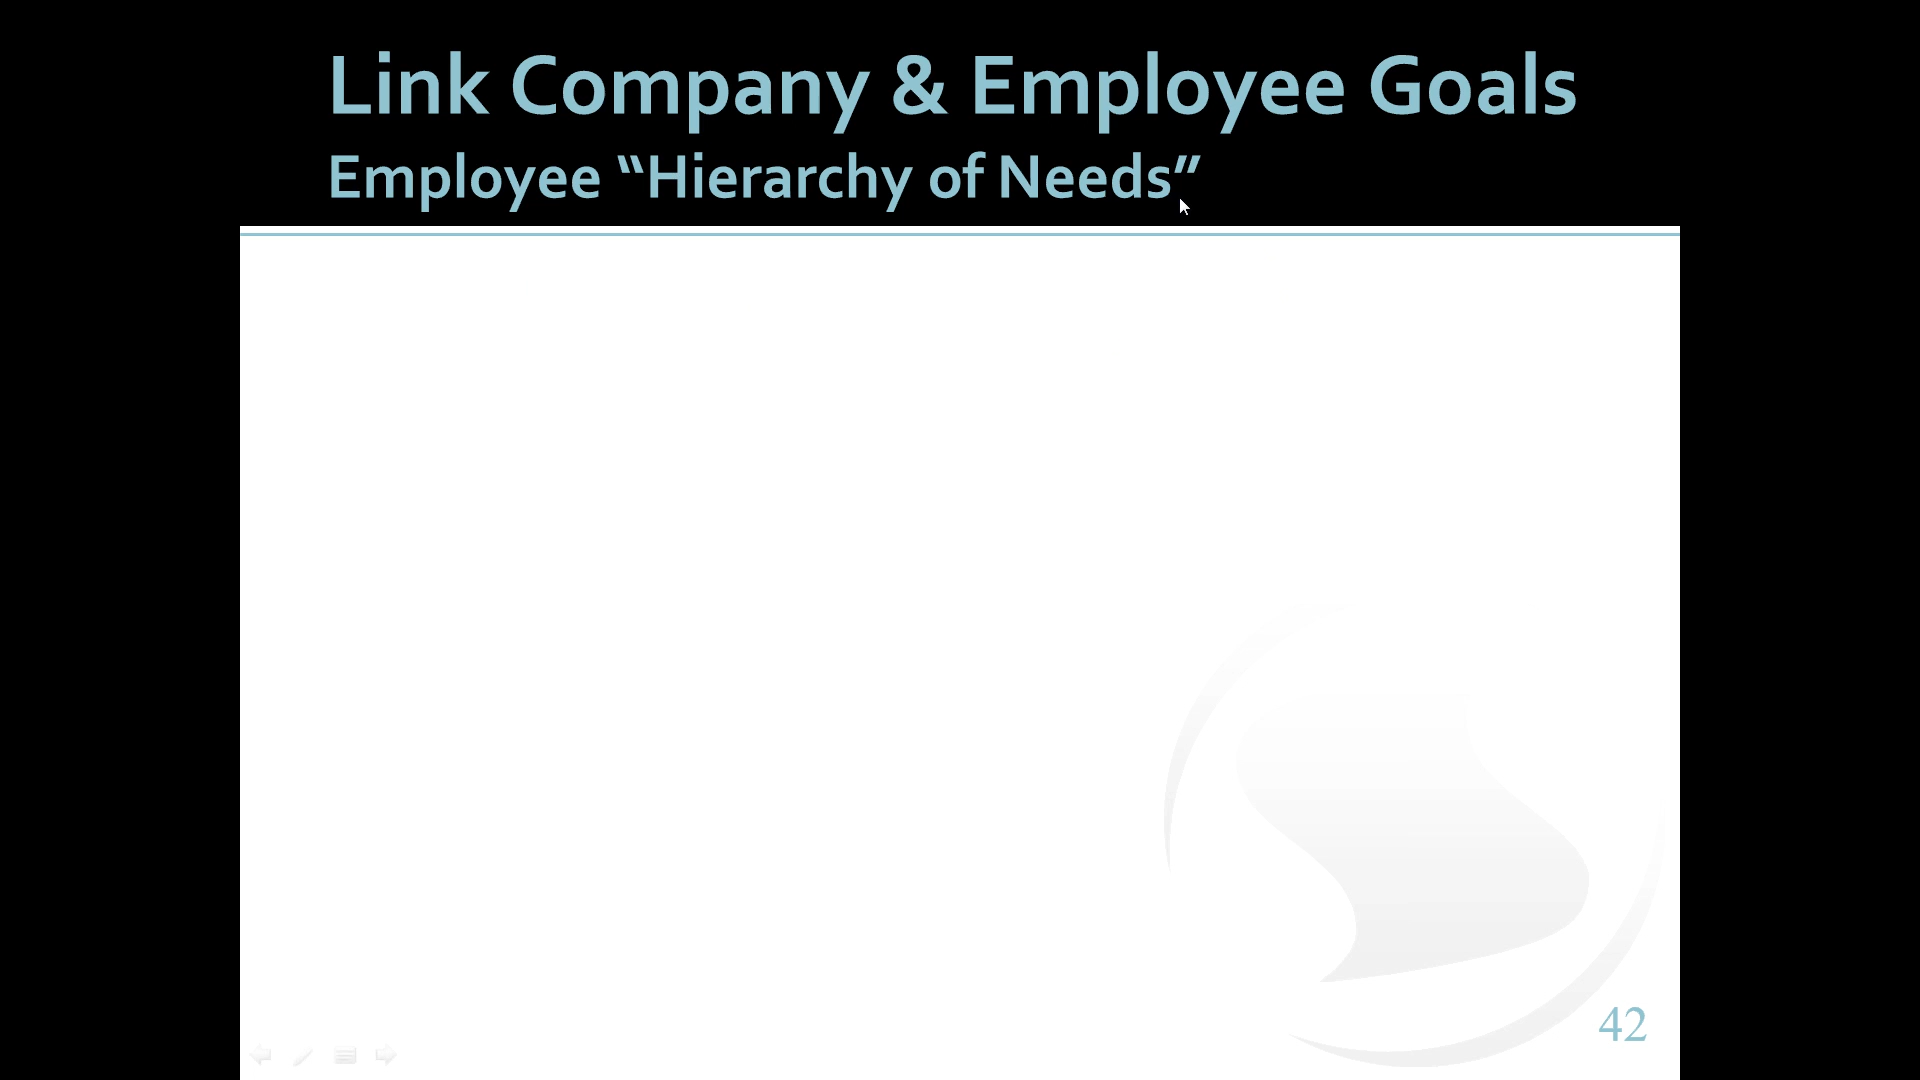 Link Company & Employee Goals
Employee “Hierarchy of Needs”
42